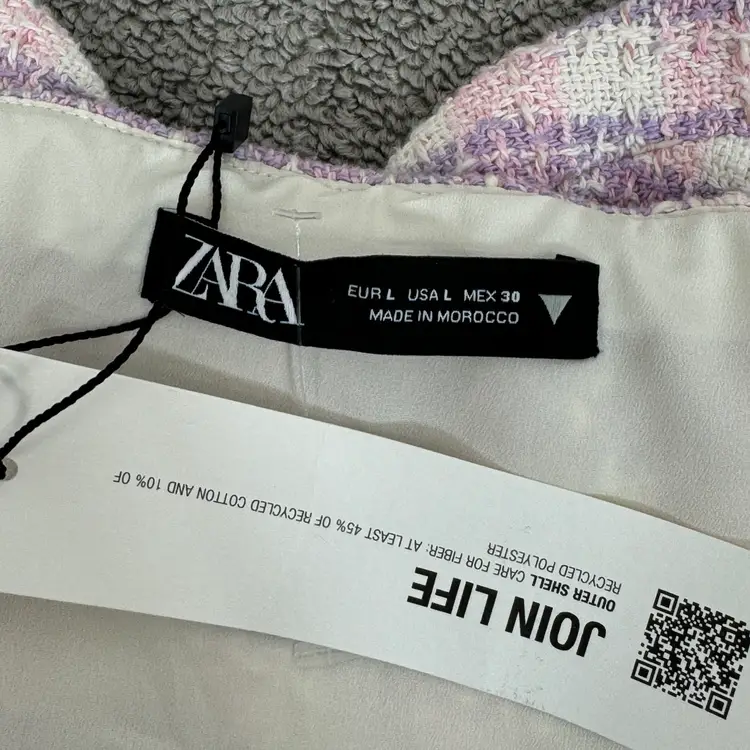 ZARA
EUR L USA L MEX 30
MADE IN MOROCCO
JOIN LIFE
OUTER SHELL CARE FOR FIBER: AT LEAST 45% OF RECYCLED COTTON AND 10% OF
RECYCLED POLYESTER